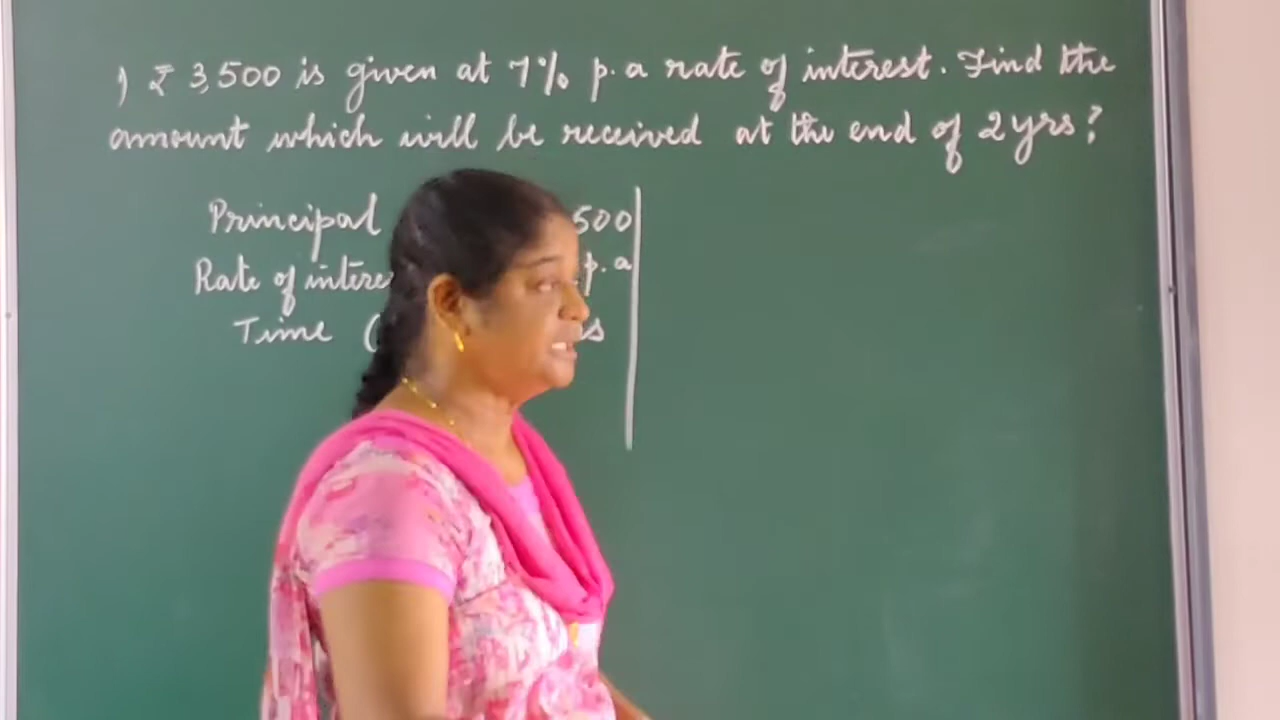 1) ₹ 3,500 is given at 7% p.a rate of interest. Find the
amount which will be received at the end of 2 yrs?
Principal 500
Rate of p.a
Time (